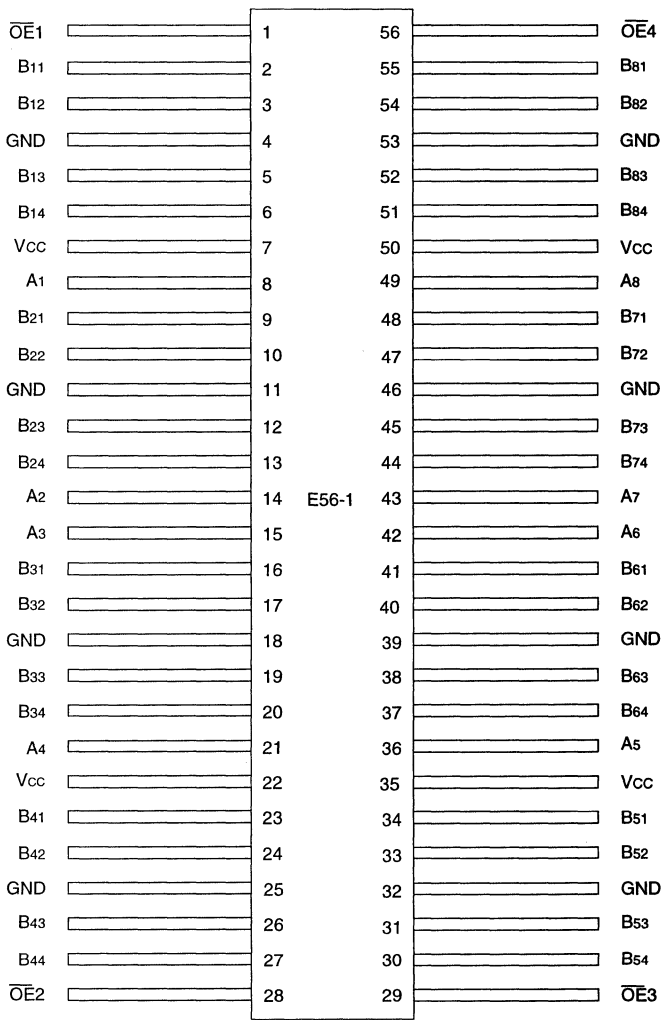 O̅E̅1 1 56 O̅E̅4
B11 2 55 B81
B12 3 54 B82
GND 4 53 GND
B13 5 52 B83
B14 6 51 B84
VCC 7 50 VCC
A1 8 49 A8
B21 9 48 B71
B22 10 47 B72
GND 11 46 GND
B23 12 45 B73
B24 13 44 B74
A2 14 E56-1 43 A7
A3 15 42 A6
B31 16 41 B61
B32 17 40 B62
GND 18 39 GND
B33 19 38 B63
B34 20 37 B64
A4 21 36 A5
VCC 22 35 VCC
B41 23 34 B51
B42 24 33 B52
GND 25 32 GND
B43 26 31 B53
B44 27 30 B54
O̅E̅2 28 29 O̅E̅3